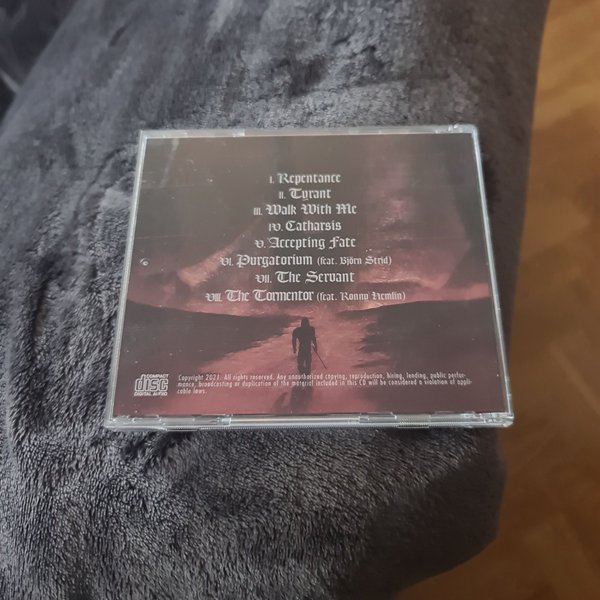 I. Repentance
II. Tyrant
III. Walk With Me
IV. Catharsis
V. Accepting Fate
VI. Purgatorium (feat. Björn Strid)
VII. The Servant
VIII. The Tormentor (feat. Ronny Hemlin)
COMPACT
disc
DIGITAL AUDIO
Copyright 2021. All rights reserved. Any unauthorized copying, reproduction, hiring, lending, public perfor-
mance, broadcasting or duplication of the material included in this CD will be considered a violation of appli-
cable laws.